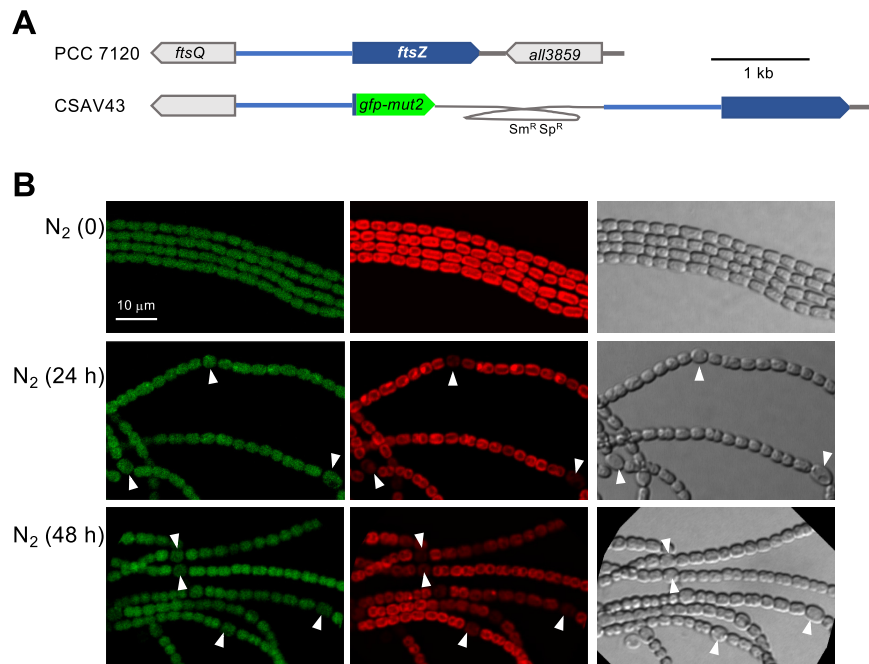 A
PCC 7120 ftsQ ftsZ all3859
1 kb
CSAV43 gfp-mut2
Sm^R Sp^R
B
N₂ (0)
10 µm
N₂ (24 h)
N₂ (48 h)